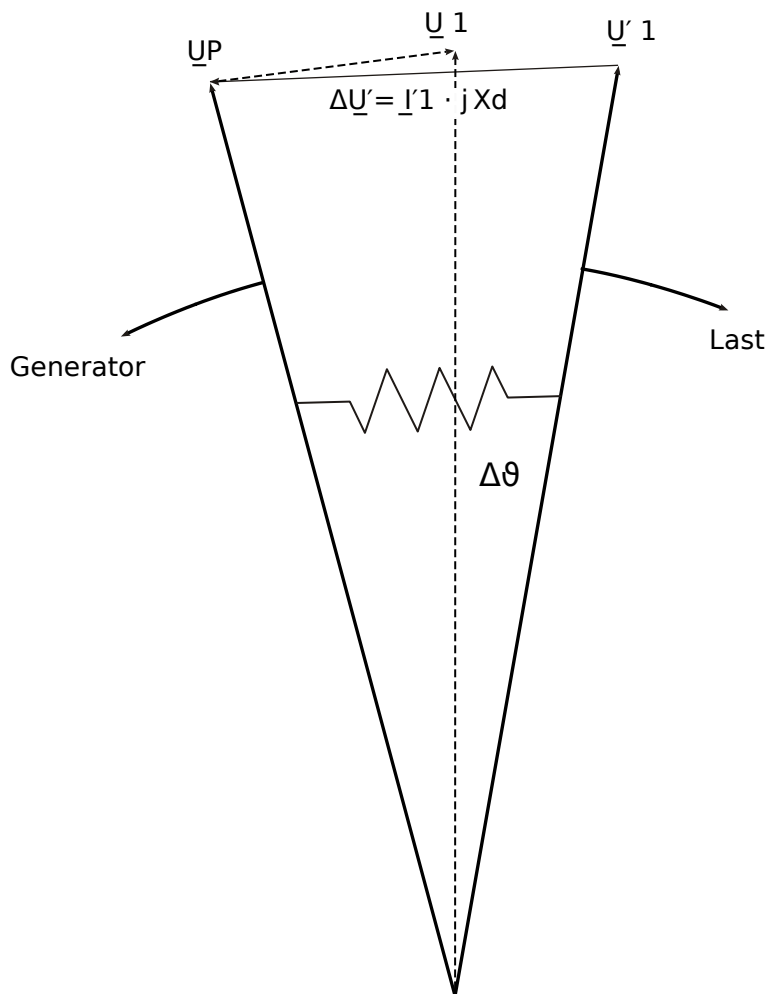 U̲ 1
U̲P
U̲′ 1
ΔU̲′= I̲′1 · j Xd
Generator
Last
Δϑ